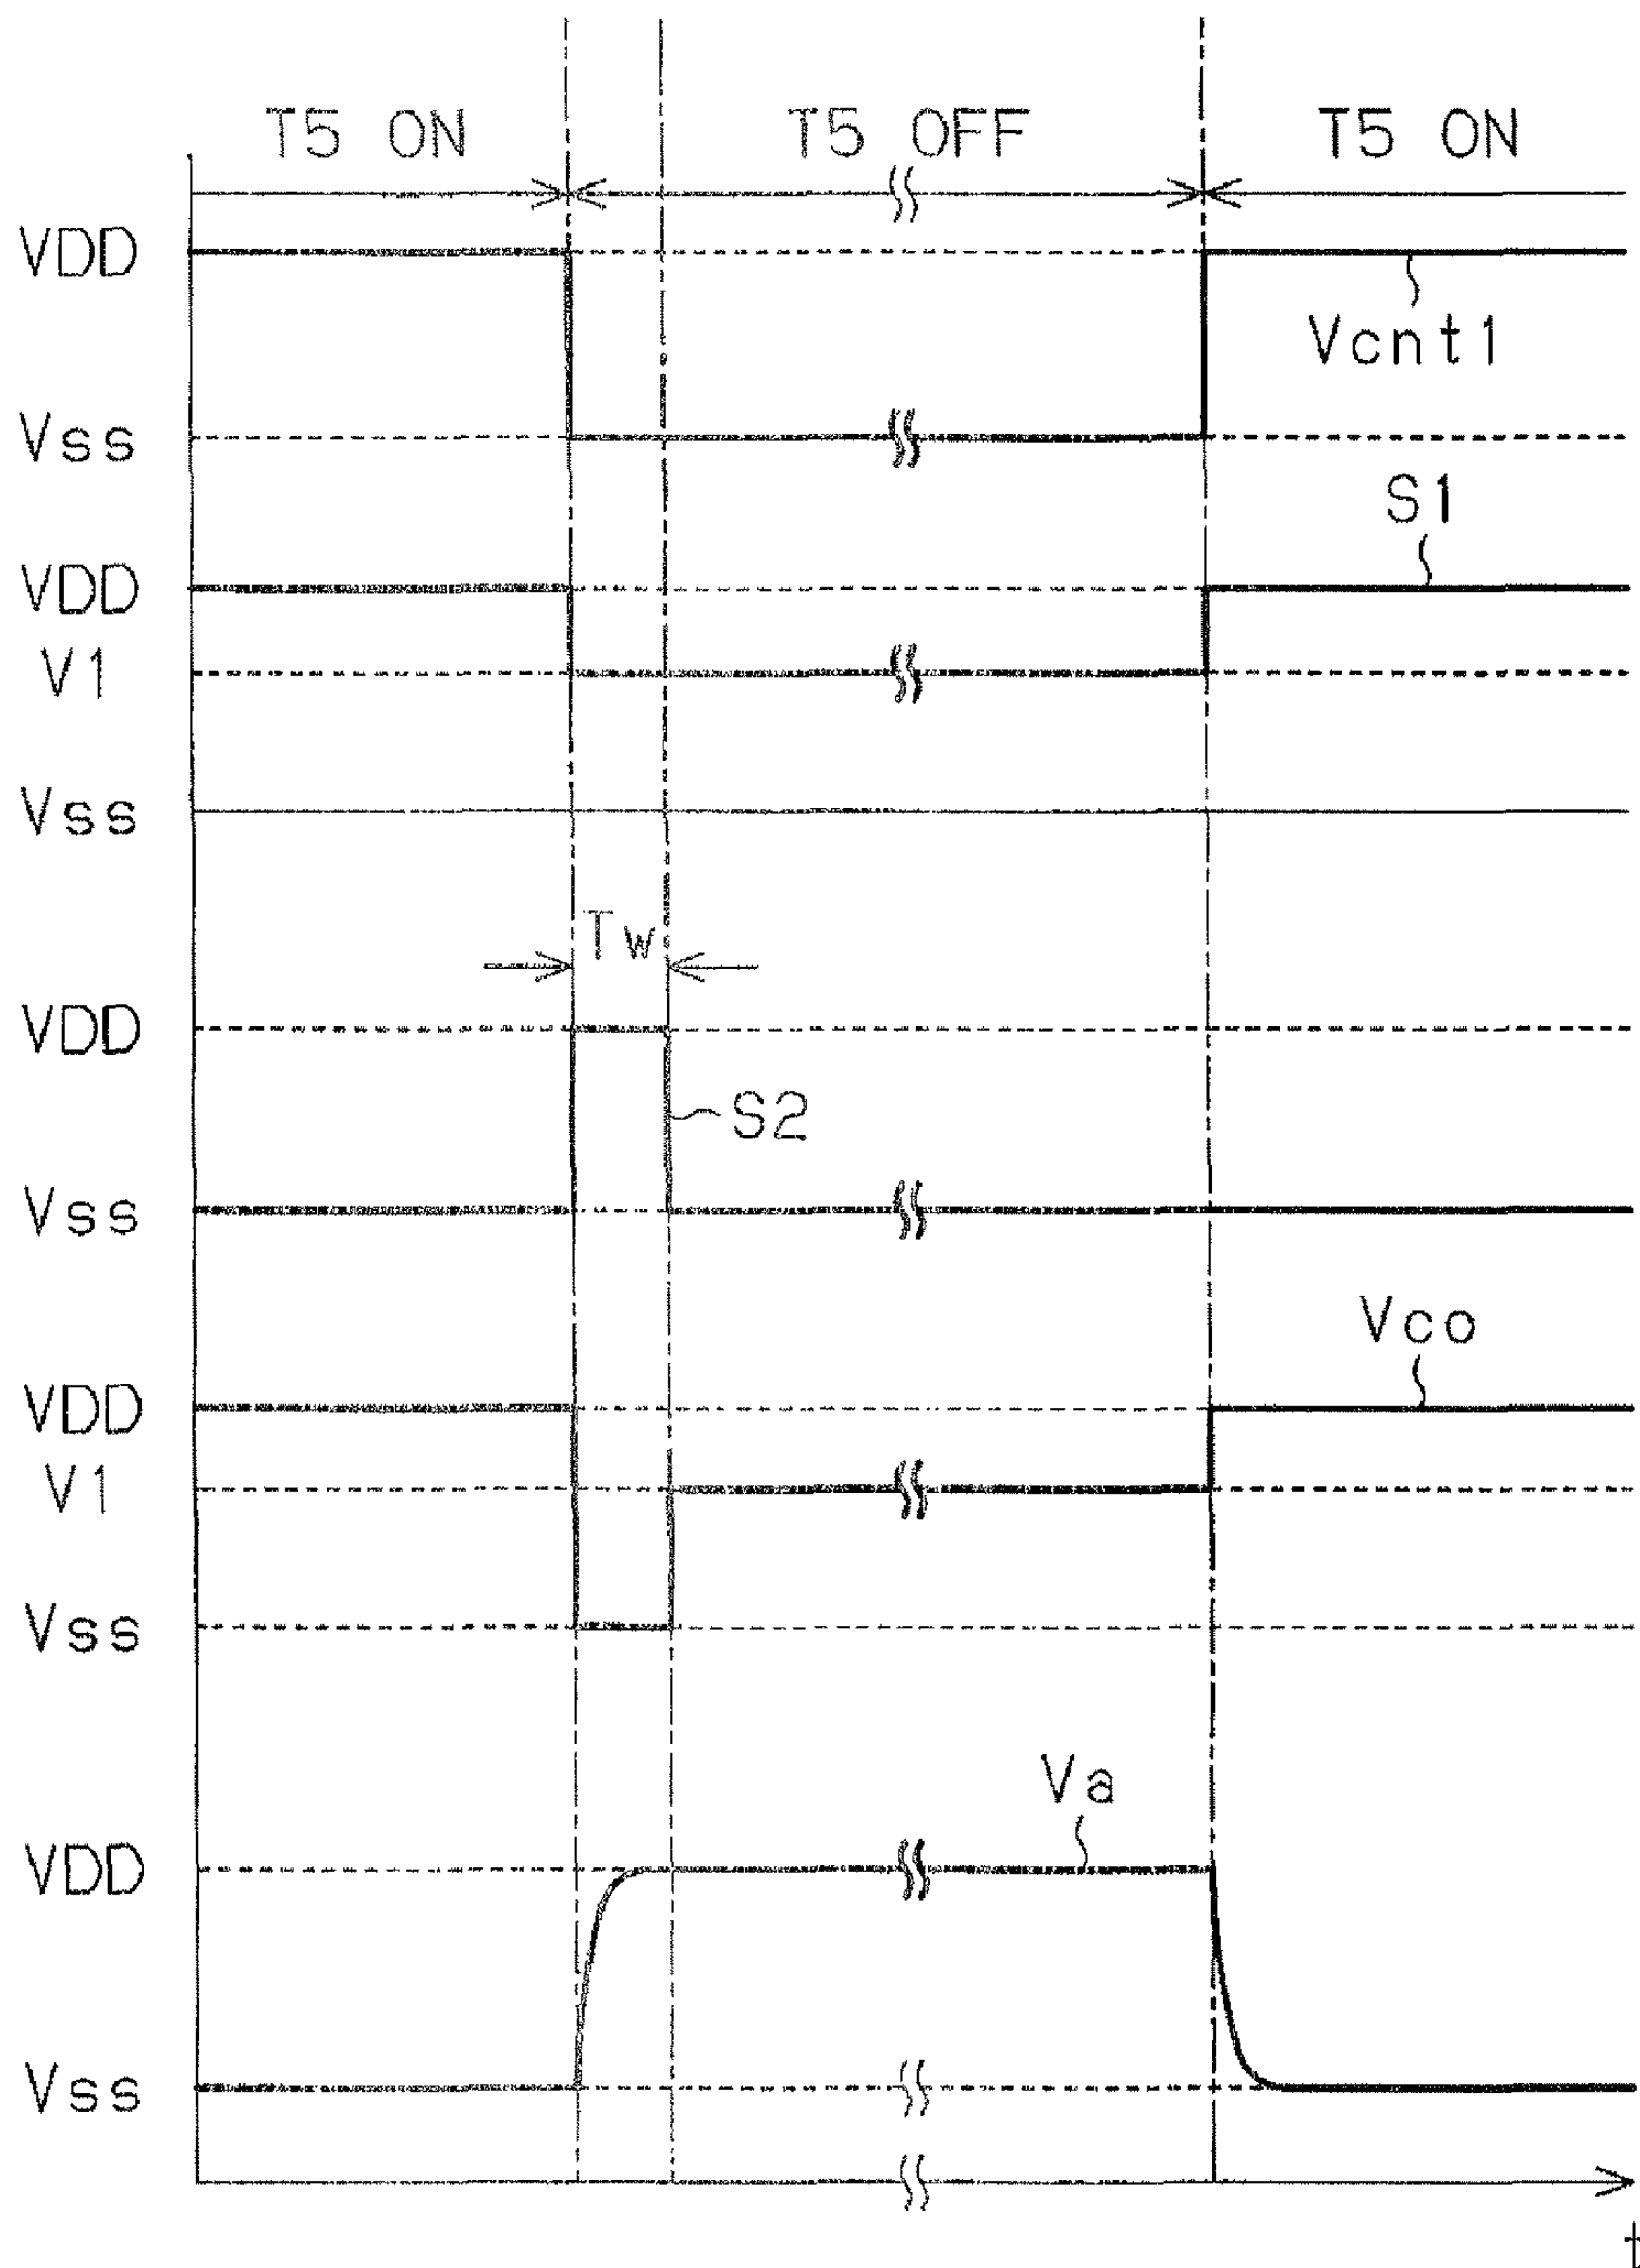 T5 ON T5 OFF T5 ON
VDD
Vcnt1
Vss
S1
VDD
V1
Vss
Tw
VDD
S2
Vss
Vco
VDD
V1
Vss
Va
VDD
Vss
t